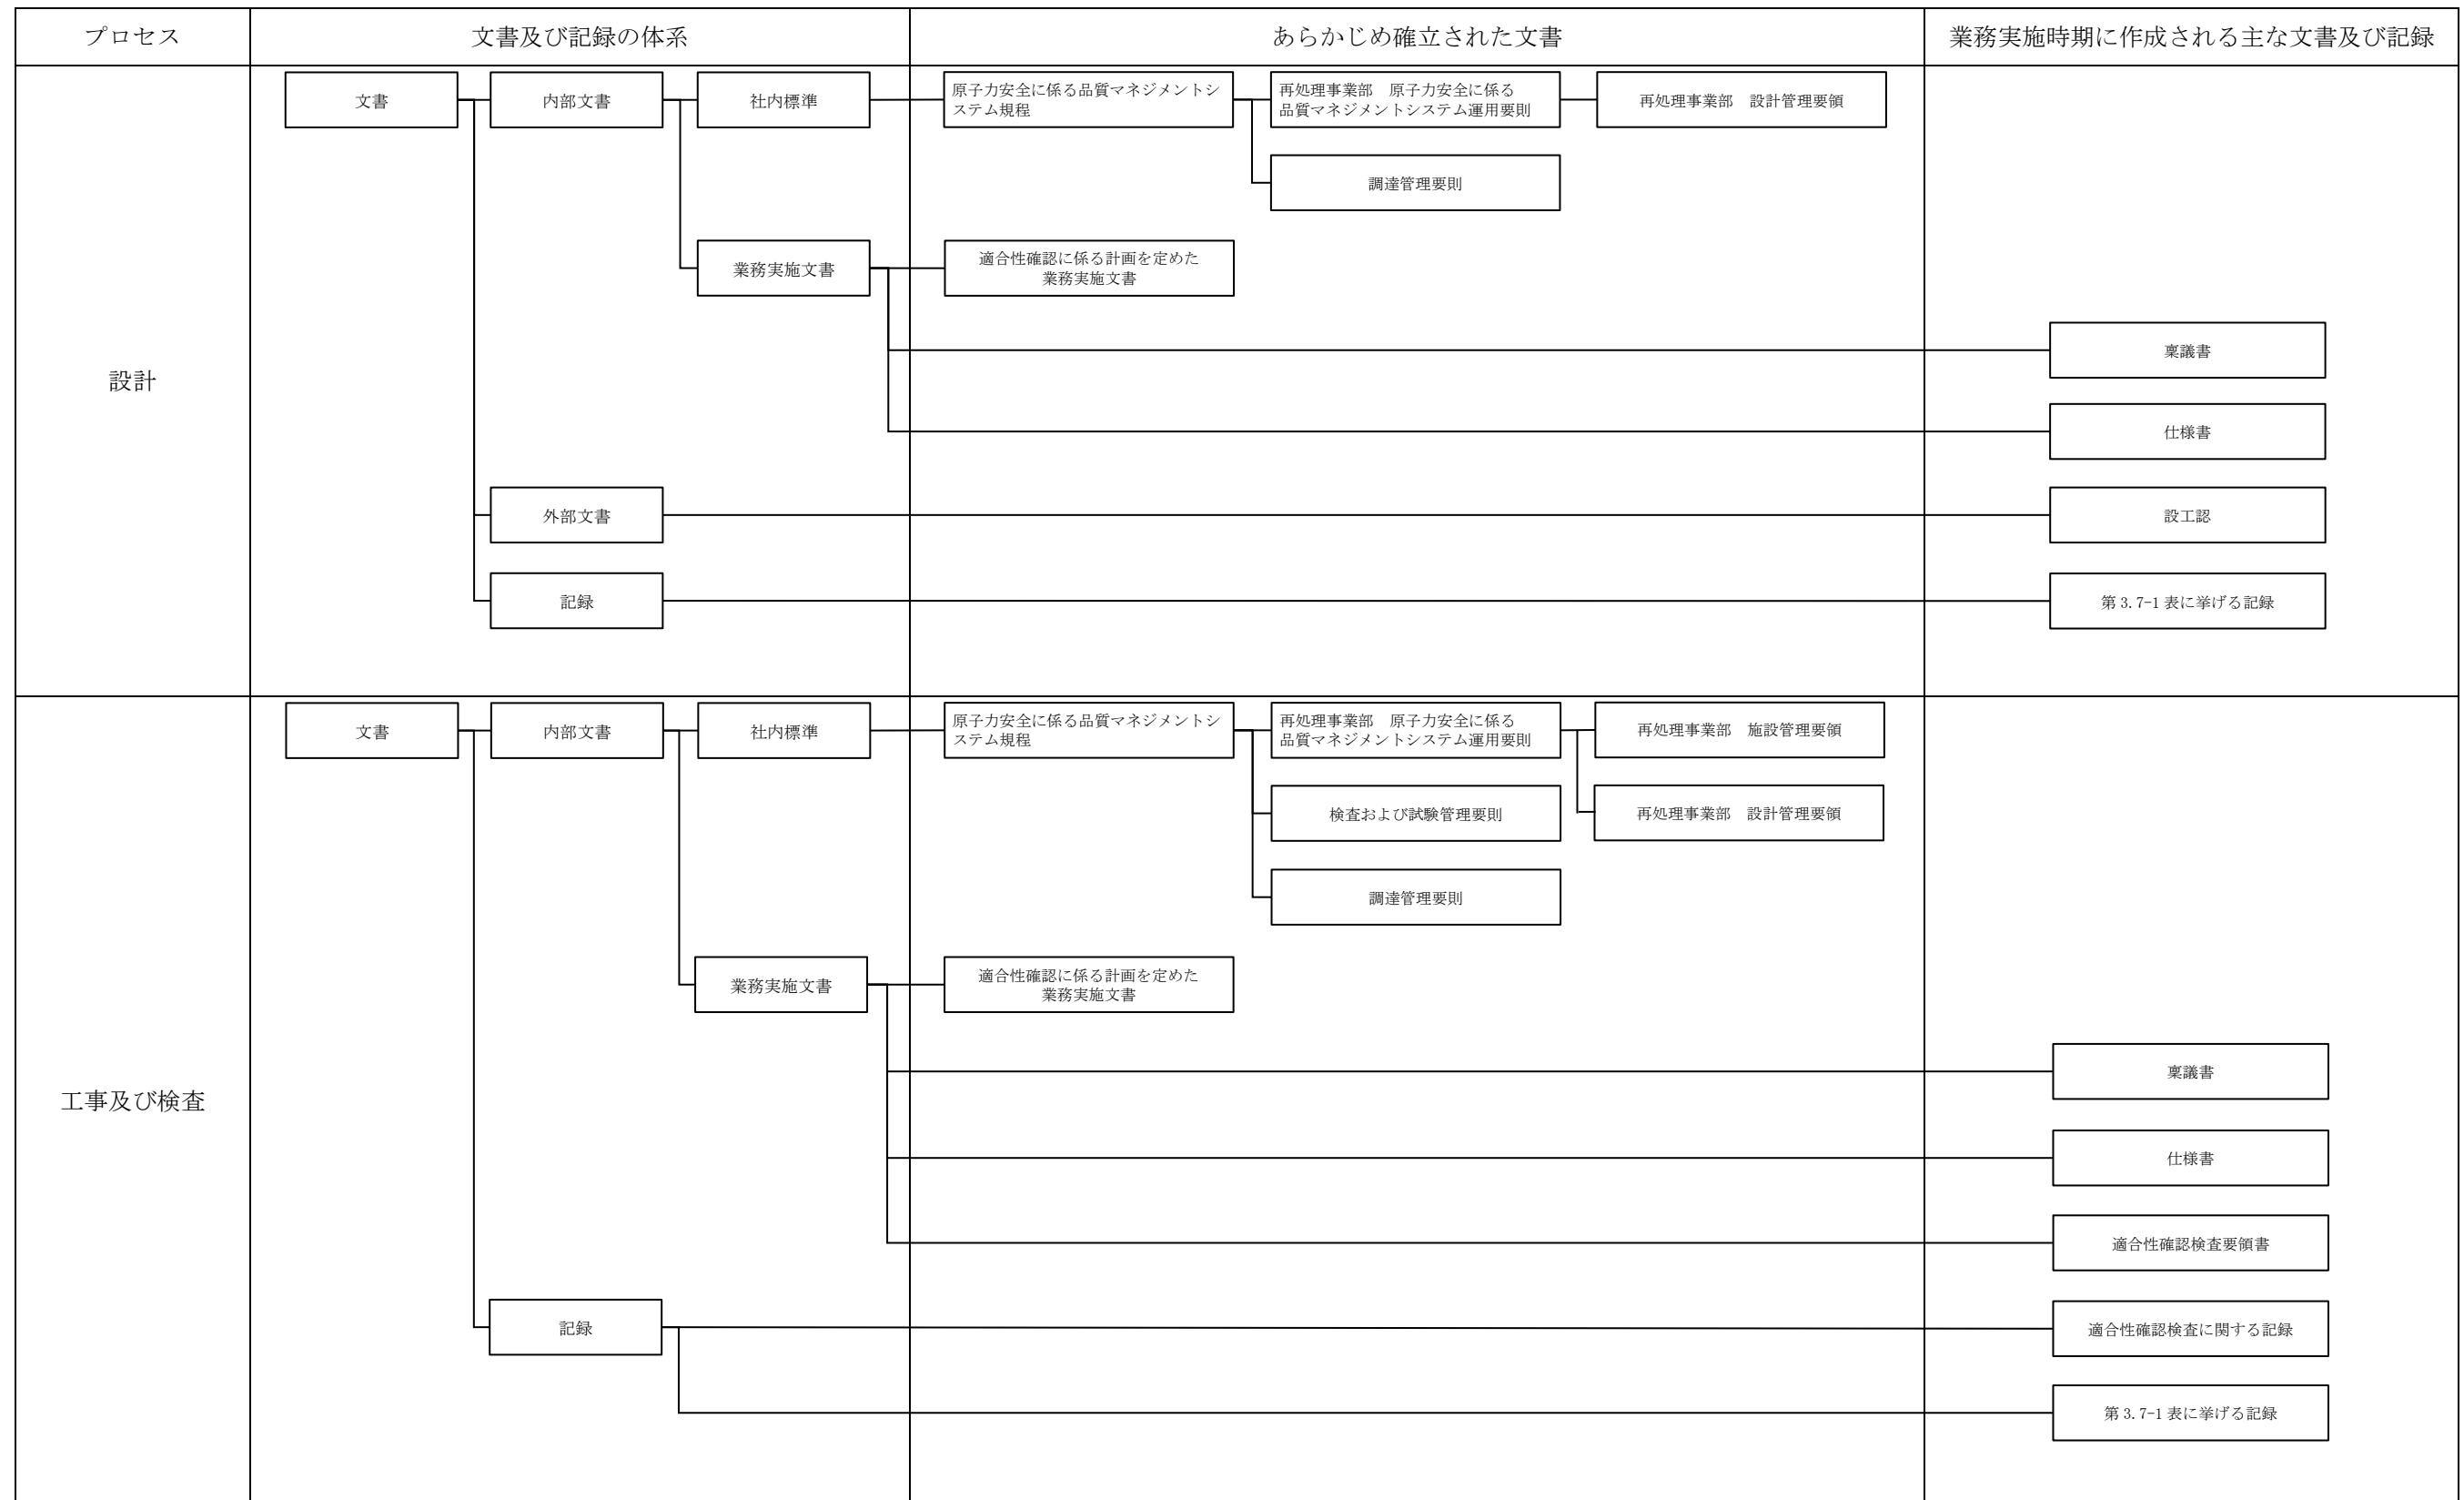 プロセス
文書及び記録の体系
あらかじめ確立された文書
業務実施時期に作成される主な文書及び記録
設計
文書
内部文書
社内標準
原子力安全に係る品質マネジメントシ
ステム規程
再処理事業部　原子力安全に係る
品質マネジメントシステム運用要則
再処理事業部　設計管理要領
調達管理要則
業務実施文書
適合性確認に係る計画を定めた
業務実施文書
稟議書
仕様書
外部文書
設工認
記録
第 3.7-1 表に挙げる記録
工事及び検査
文書
内部文書
社内標準
原子力安全に係る品質マネジメントシ
ステム規程
再処理事業部　原子力安全に係る
品質マネジメントシステム運用要則
再処理事業部　施設管理要領
検査および試験管理要則
再処理事業部　設計管理要領
調達管理要則
業務実施文書
適合性確認に係る計画を定めた
業務実施文書
稟議書
仕様書
適合性確認検査要領書
記録
適合性確認検査に関する記録
第 3.7-1 表に挙げる記録